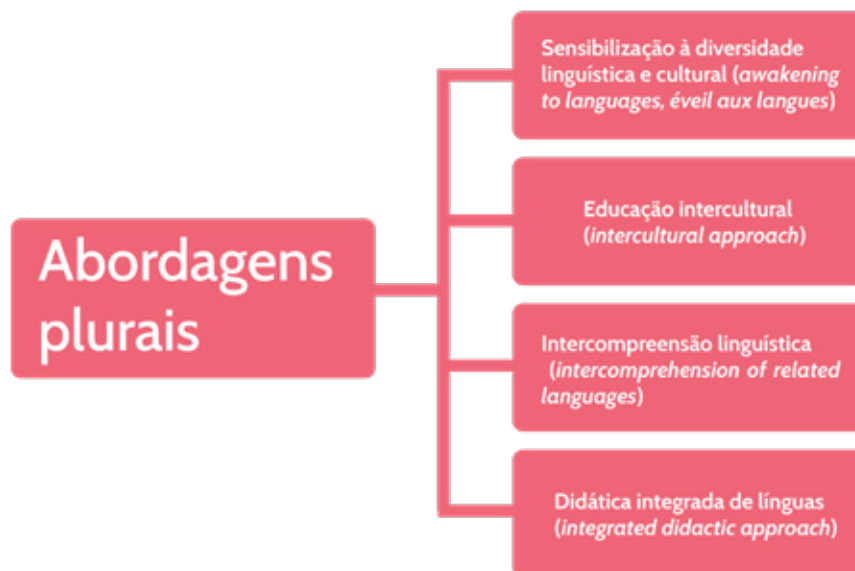 Abordagens
plurais
Sensibilização à diversidade
linguística e cultural (awakening
to languages, éveil aux langues)
Educação intercultural
(intercultural approach)
Intercompreensão linguística
(intercomprehension of related
languages)
Didática integrada de línguas
(integrated didactic approach)